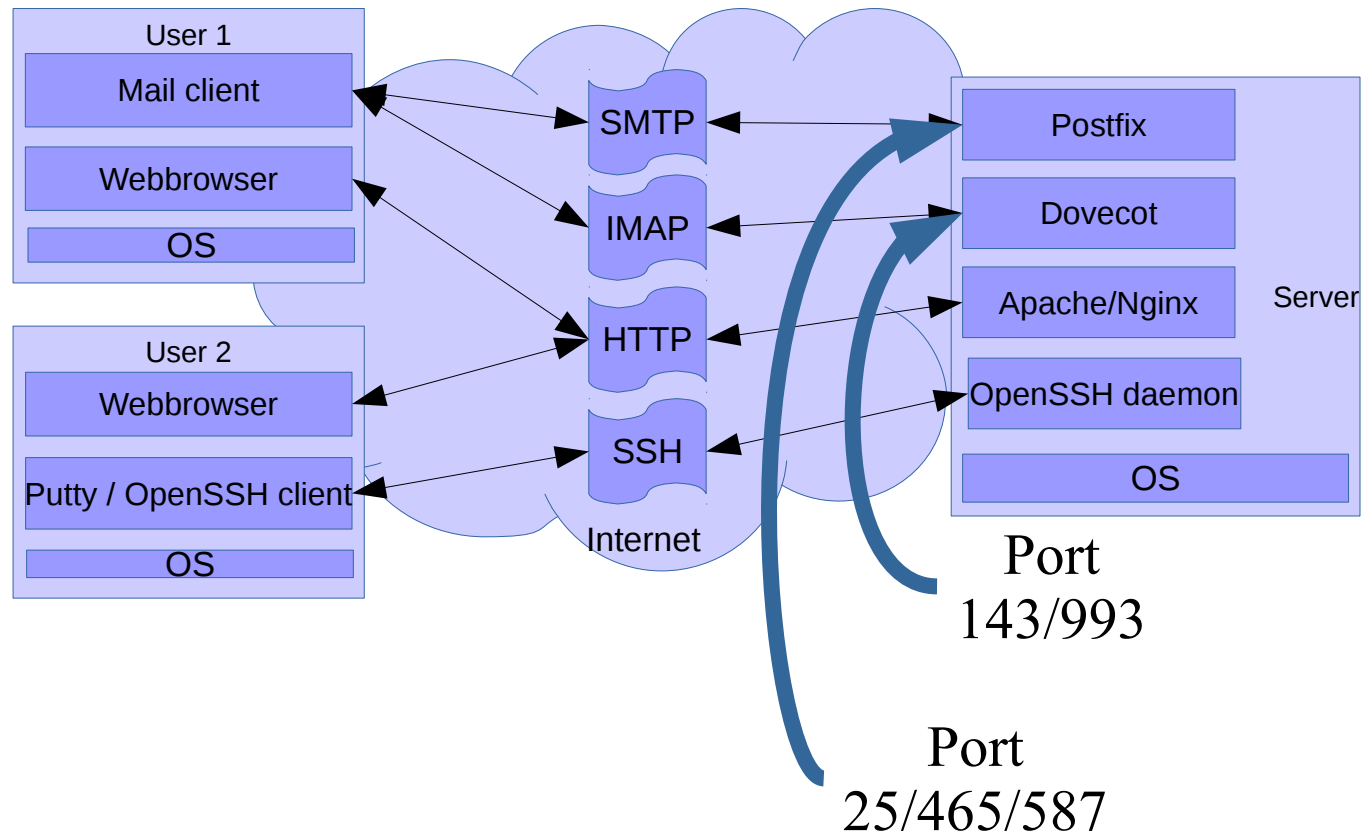 User 1
Mail client
Webbrowser
OS
User 2
Webbrowser
Putty / OpenSSH client
OS
SMTP
IMAP
HTTP
SSH
Internet
Postfix
Dovecot
Apache/Nginx
Server
OpenSSH daemon
OS
Port
143/993
Port
25/465/587